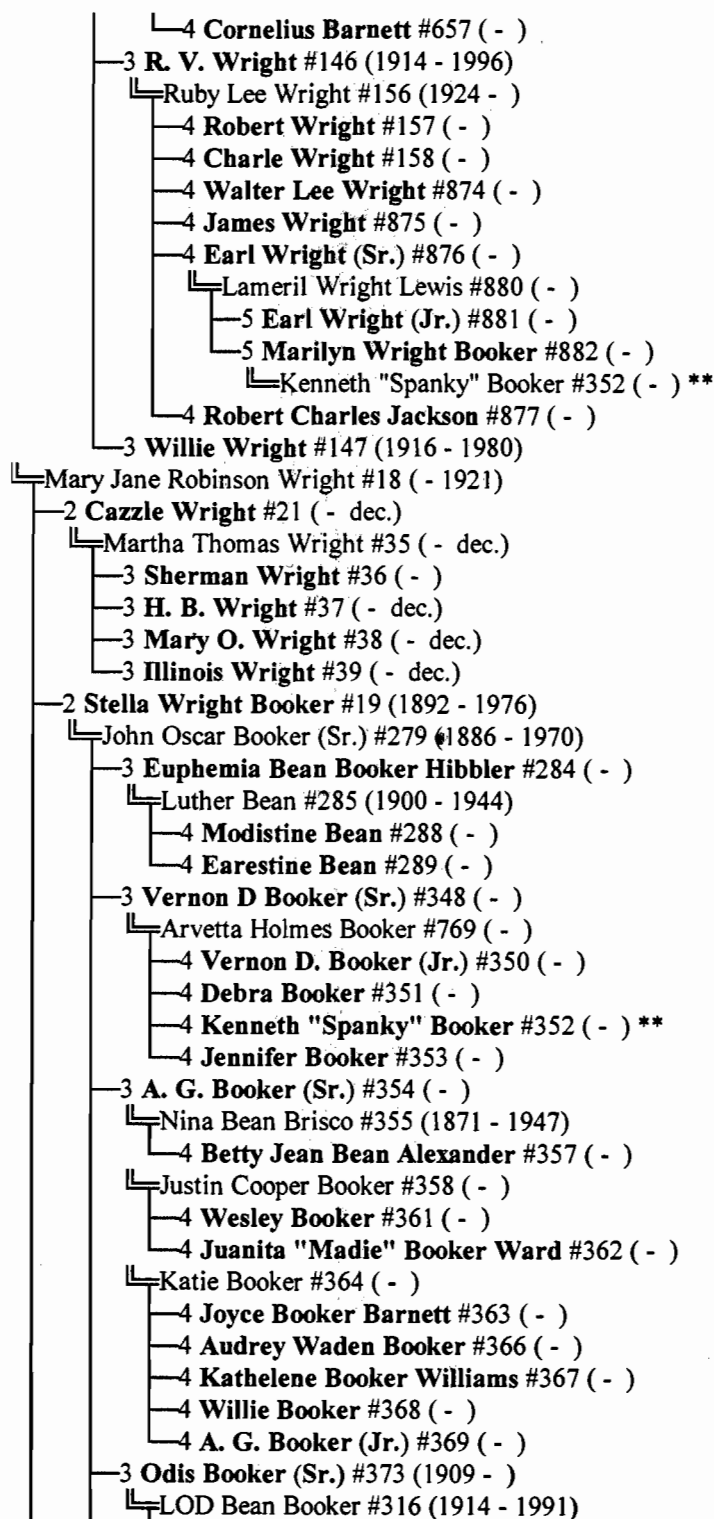 4 Cornelius Barnett #657 ( - )
3 R. V. Wright #146 (1914 - 1996)
Ruby Lee Wright #156 (1924 - )
4 Robert Wright #157 ( - )
4 Charle Wright #158 ( - )
4 Walter Lee Wright #874 ( - )
4 James Wright #875 ( - )
4 Earl Wright (Sr.) #876 ( - )
Lameril Wright Lewis #880 ( - )
5 Earl Wright (Jr.) #881 ( - )
5 Marilyn Wright Booker #882 ( - )
Kenneth "Spanky" Booker #352 ( - ) **
4 Robert Charles Jackson #877 ( - )
3 Willie Wright #147 (1916 - 1980)
Mary Jane Robinson Wright #18 ( - 1921)
2 Cazzle Wright #21 ( - dec.)
Martha Thomas Wright #35 ( - dec.)
3 Sherman Wright #36 ( - )
3 H. B. Wright #37 ( - dec.)
3 Mary O. Wright #38 ( - dec.)
3 Illinois Wright #39 ( - dec.)
2 Stella Wright Booker #19 (1892 - 1976)
John Oscar Booker (Sr.) #279 (1886 - 1970)
3 Euphemia Bean Booker Hibbler #284 ( - )
Luther Bean #285 (1900 - 1944)
4 Modistine Bean #288 ( - )
4 Earestine Bean #289 ( - )
3 Vernon D Booker (Sr.) #348 ( - )
Arvetta Holmes Booker #769 ( - )
4 Vernon D. Booker (Jr.) #350 ( - )
4 Debra Booker #351 ( - )
4 Kenneth "Spanky" Booker #352 ( - ) **
4 Jennifer Booker #353 ( - )
3 A. G. Booker (Sr.) #354 ( - )
Nina Bean Brisco #355 (1871 - 1947)
4 Betty Jean Bean Alexander #357 ( - )
Justin Cooper Booker #358 ( - )
4 Wesley Booker #361 ( - )
4 Juanita "Madie" Booker Ward #362 ( - )
Katie Booker #364 ( - )
4 Joyce Booker Barnett #363 ( - )
4 Audrey Waden Booker #366 ( - )
4 Kathelene Booker Williams #367 ( - )
4 Willie Booker #368 ( - )
4 A. G. Booker (Jr.) #369 ( - )
3 Odis Booker (Sr.) #373 (1909 - )
LOD Bean Booker #316 (1914 - 1991)